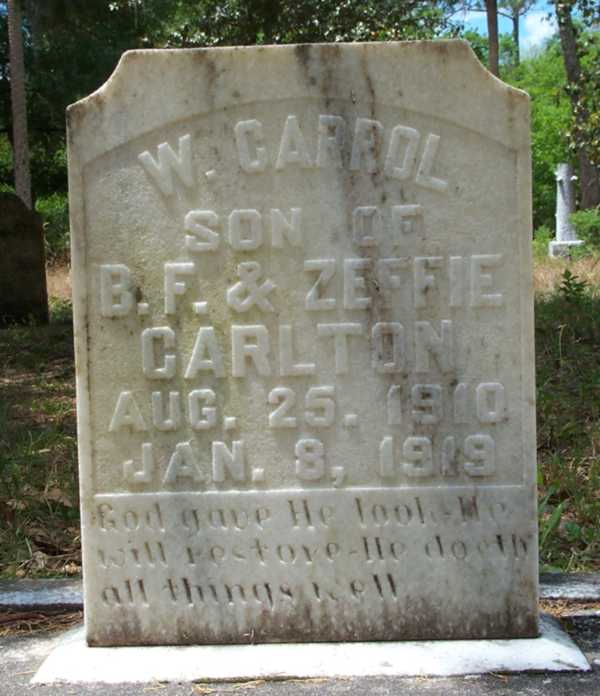 W. CARROL
SON OF
B. F. & ZEFFIE
CARLTON
AUG. 25. 1910
JAN. 8, 1919
God gave He took - He
will restore - He doeth
all things well